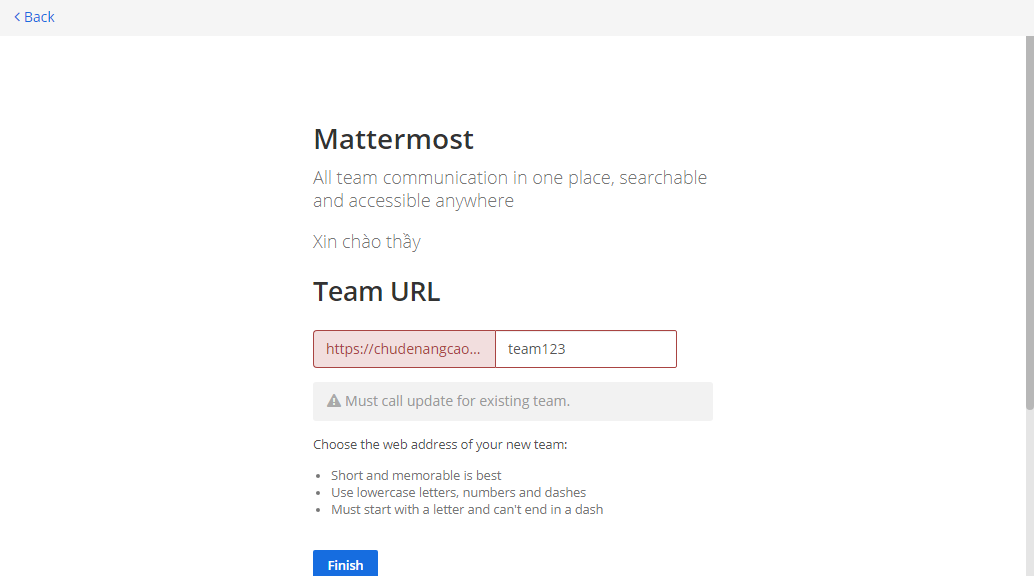 Back
Mattermost
All team communication in one place, searchable
and accessible anywhere
Xin chào thầy
Team URL
https://chudenangcao... team123
Must call update for existing team.
Choose the web address of your new team:
Short and memorable is best
Use lowercase letters, numbers and dashes
Must start with a letter and can't end in a dash
Finish